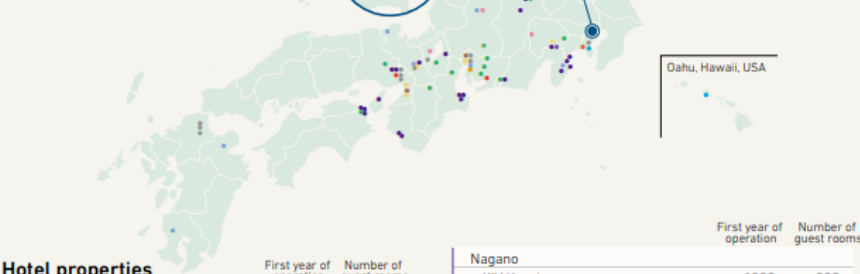 Oahu, Hawaii, USA
First year of
operation
Number of
guest rooms
Hotel properties
First year of
Number of
Nagano